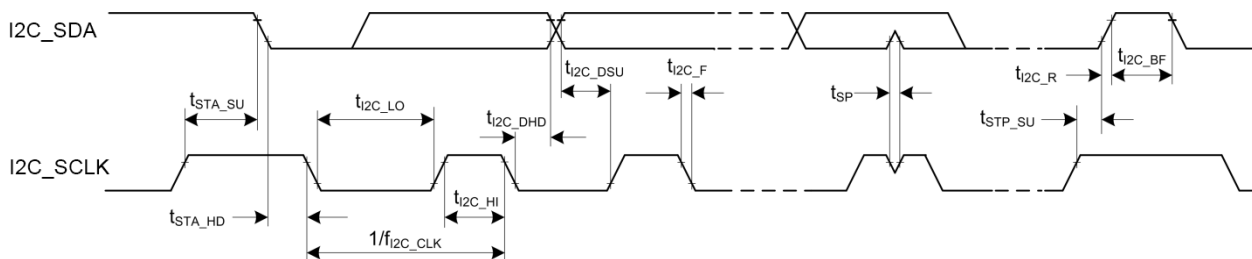 I2C_SDA
tSTA_SU
tI2C_LO
tI2C_DHD
tI2C_DSU
tI2C_F
tSP
tI2C_R
tI2C_BF
tSTP_SU
I2C_SCLK
tSTA_HD
tI2C_HI
1/fI2C_CLK